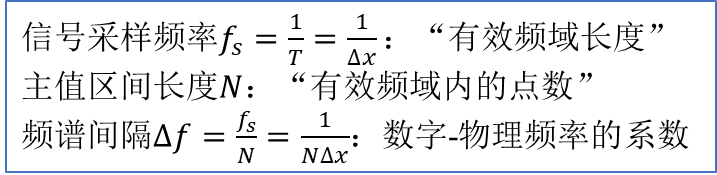 信号采样频率f_s = 1/T = 1/Δx：“有效频域长度”
主值区间长度N：“有效频域内的点数”
频谱间隔Δf = f_s/N = 1/(NΔx)：数字-物理频率的系数